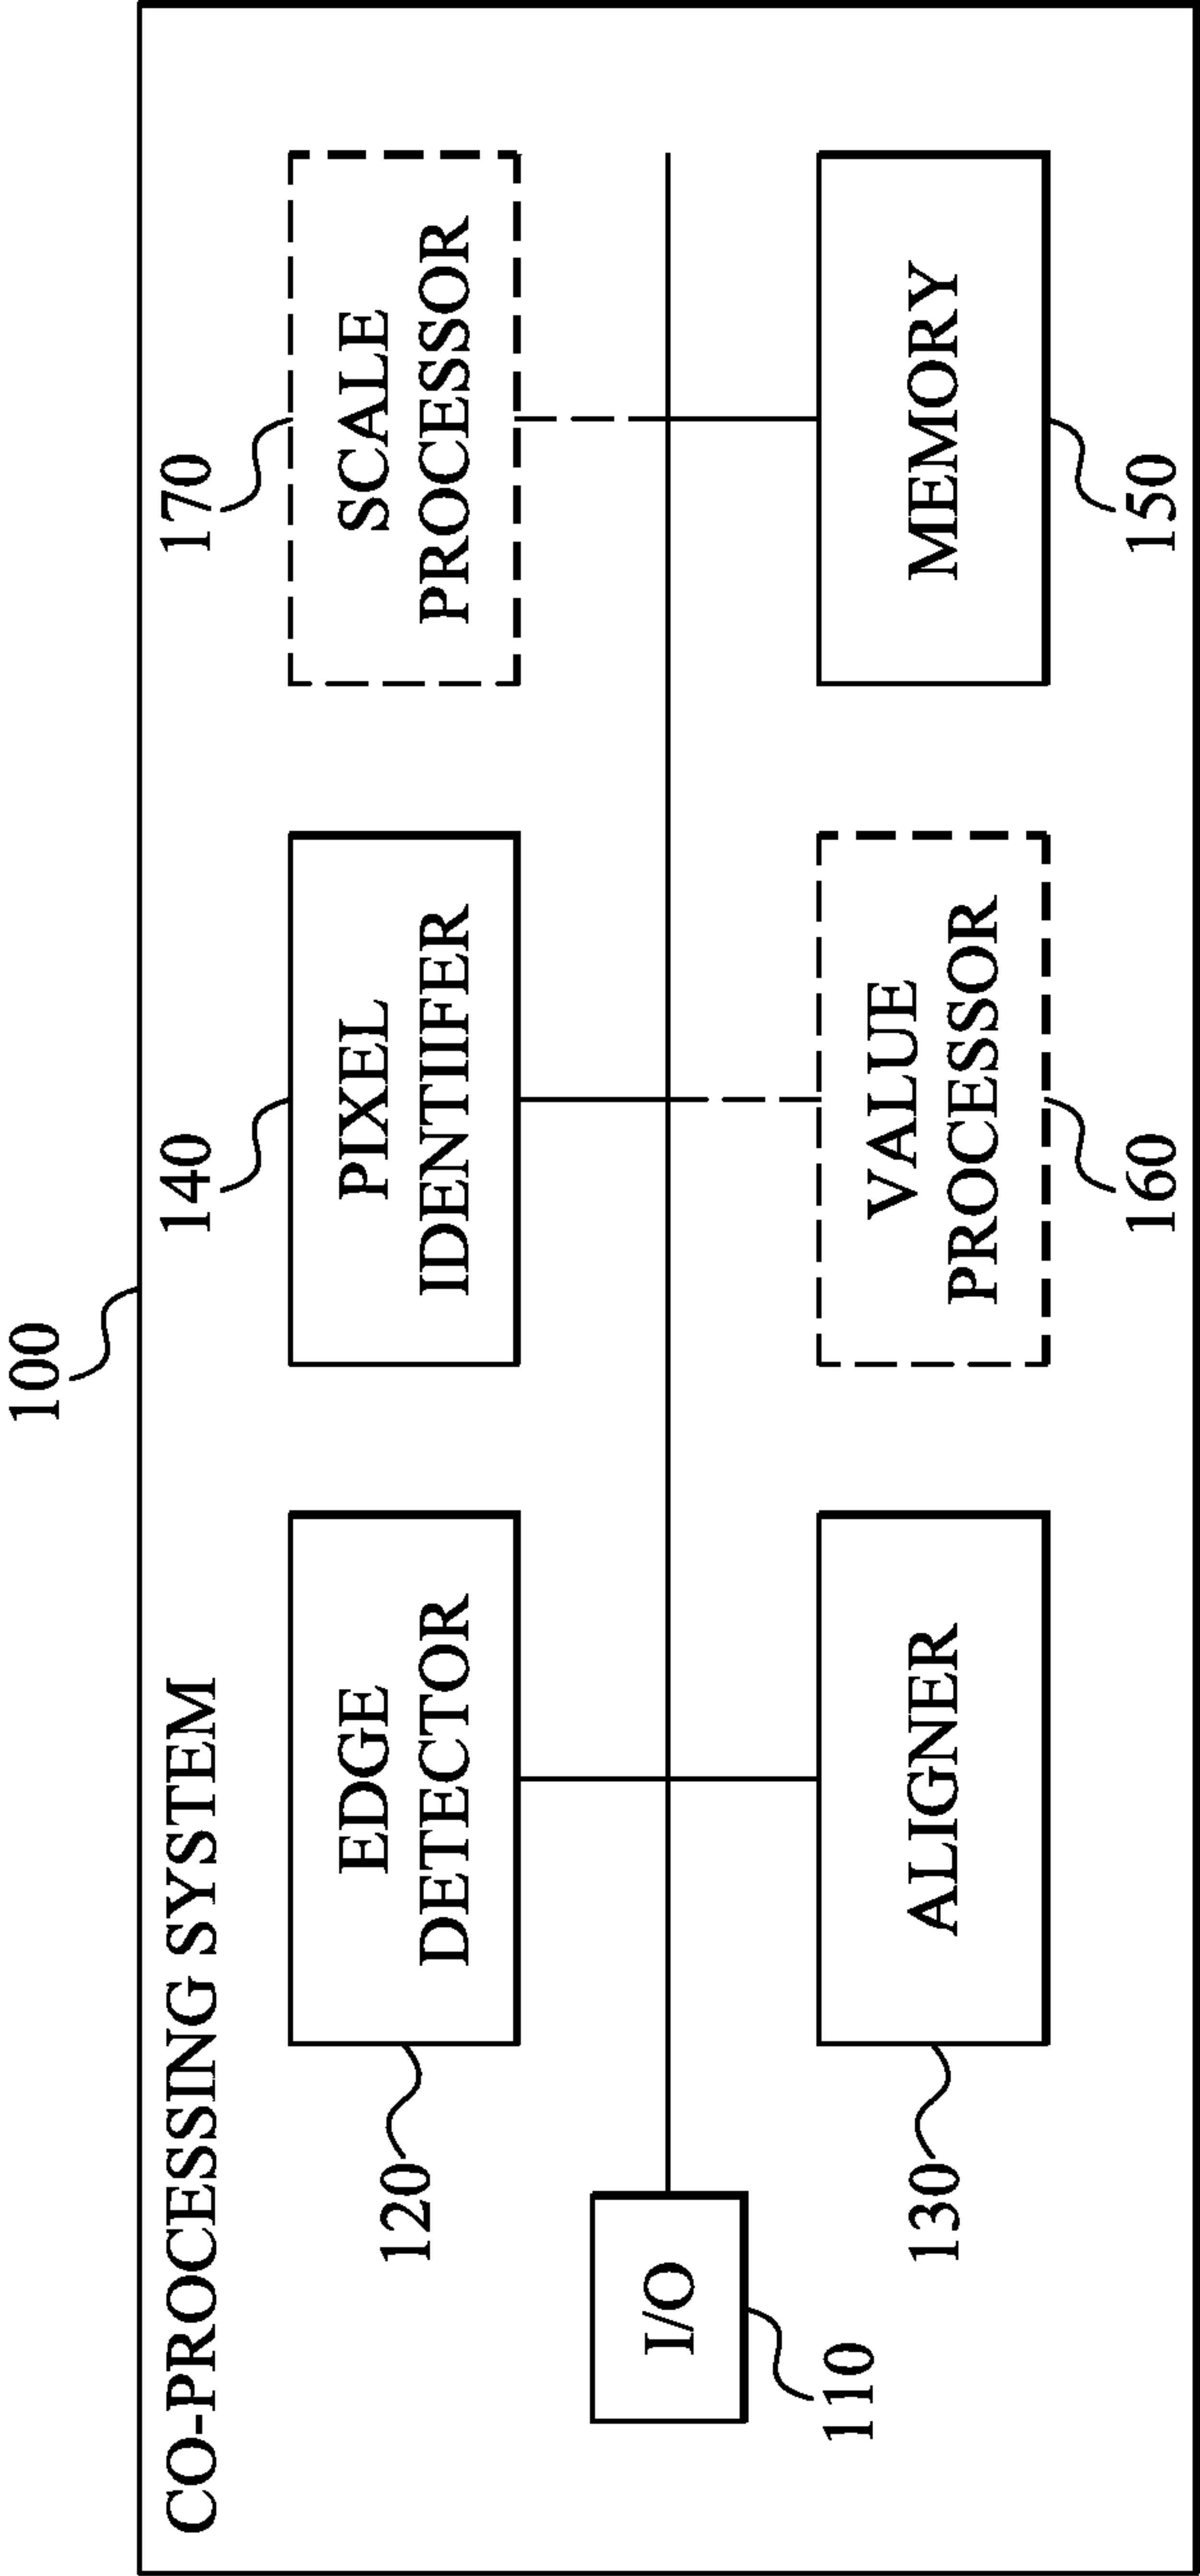 100
CO-PROCESSING SYSTEM
120
EDGE
DETECTOR
140
PIXEL
IDENTIIFER
170
SCALE
PROCESSOR
I/O
110
130
ALIGNER
VALUE
PROCESSOR
160
MEMORY
150